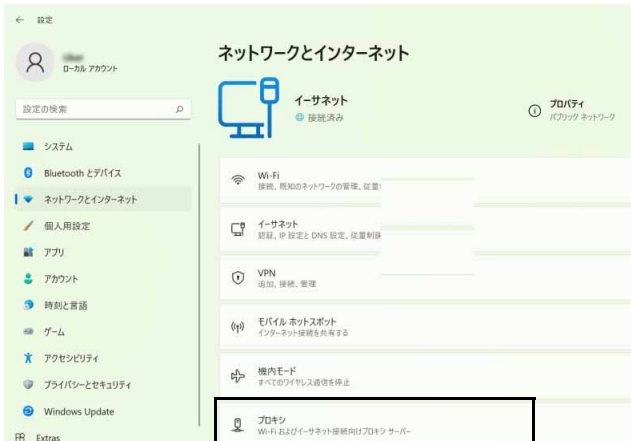 設定
ローカル アカウント
設定の検索
システム
Bluetooth とデバイス
ネットワークとインターネット
個人用設定
アプリ
アカウント
時刻と言語
ゲーム
アクセシビリティ
プライバシーとセキュリティ
Windows Update
Extras
ネットワークとインターネット
イーサネット
接続済み
プロパティ
パブリック ネットワーク
Wi-Fi
接続、既知のネットワークの管理、従量
イーサネット
認証、IP 設定と DNS 設定、従量制課
VPN
追加、接続、管理
モバイル ホットスポット
インターネット接続を共有する
機内モード
すべてのワイヤレス通信を停止
プロキシ
Wi-Fi およびイーサネット接続向けプロキシ サーバー